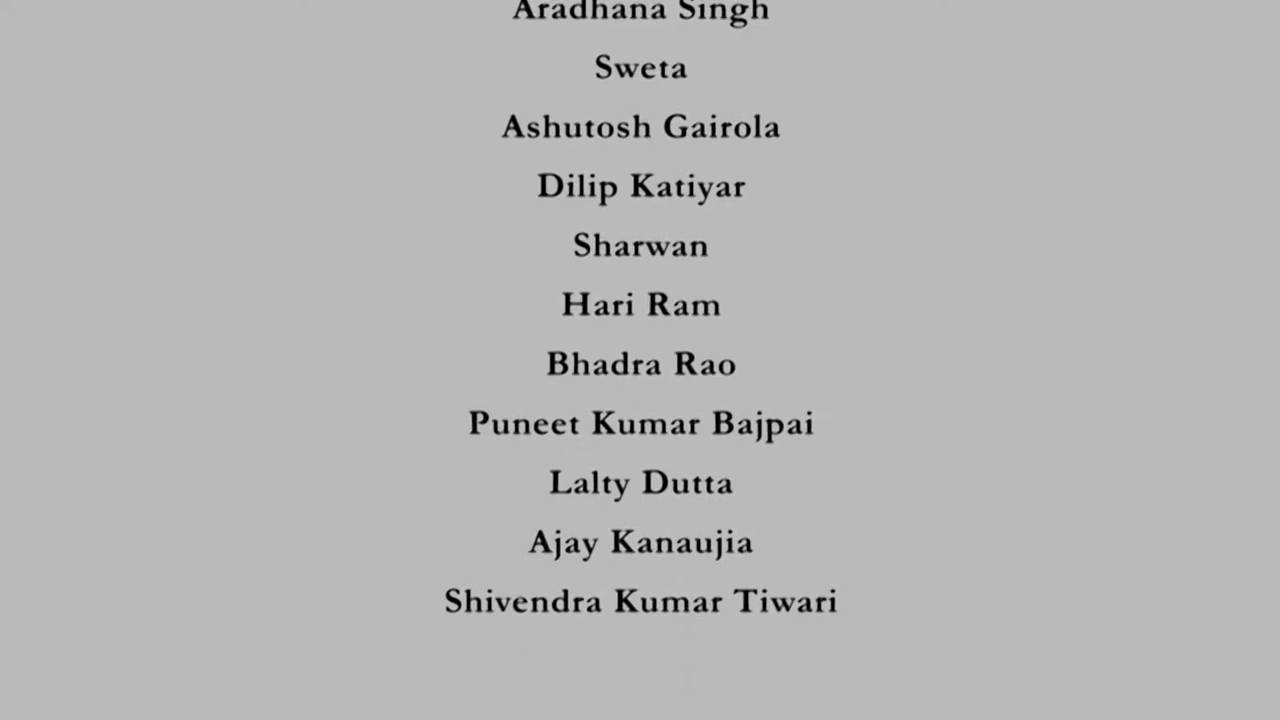 Aradhana Singh
Sweta
Ashutosh Gairola
Dilip Katiyar
Sharwan
Hari Ram
Bhadra Rao
Puneet Kumar Bajpai
Lalty Dutta
Ajay Kanaujia
Shivendra Kumar Tiwari